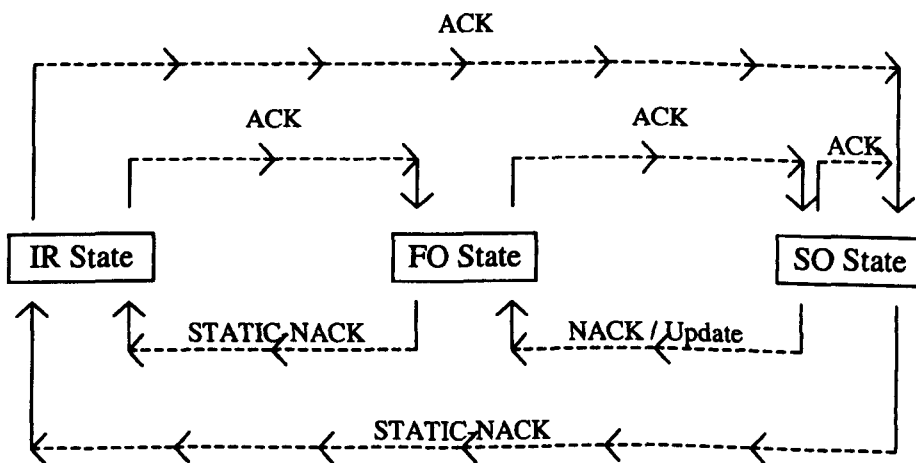 ACK
ACK
ACK
ACK
IR State
FO State
SO State
STATIC NACK
NACK / Update
STATIC NACK